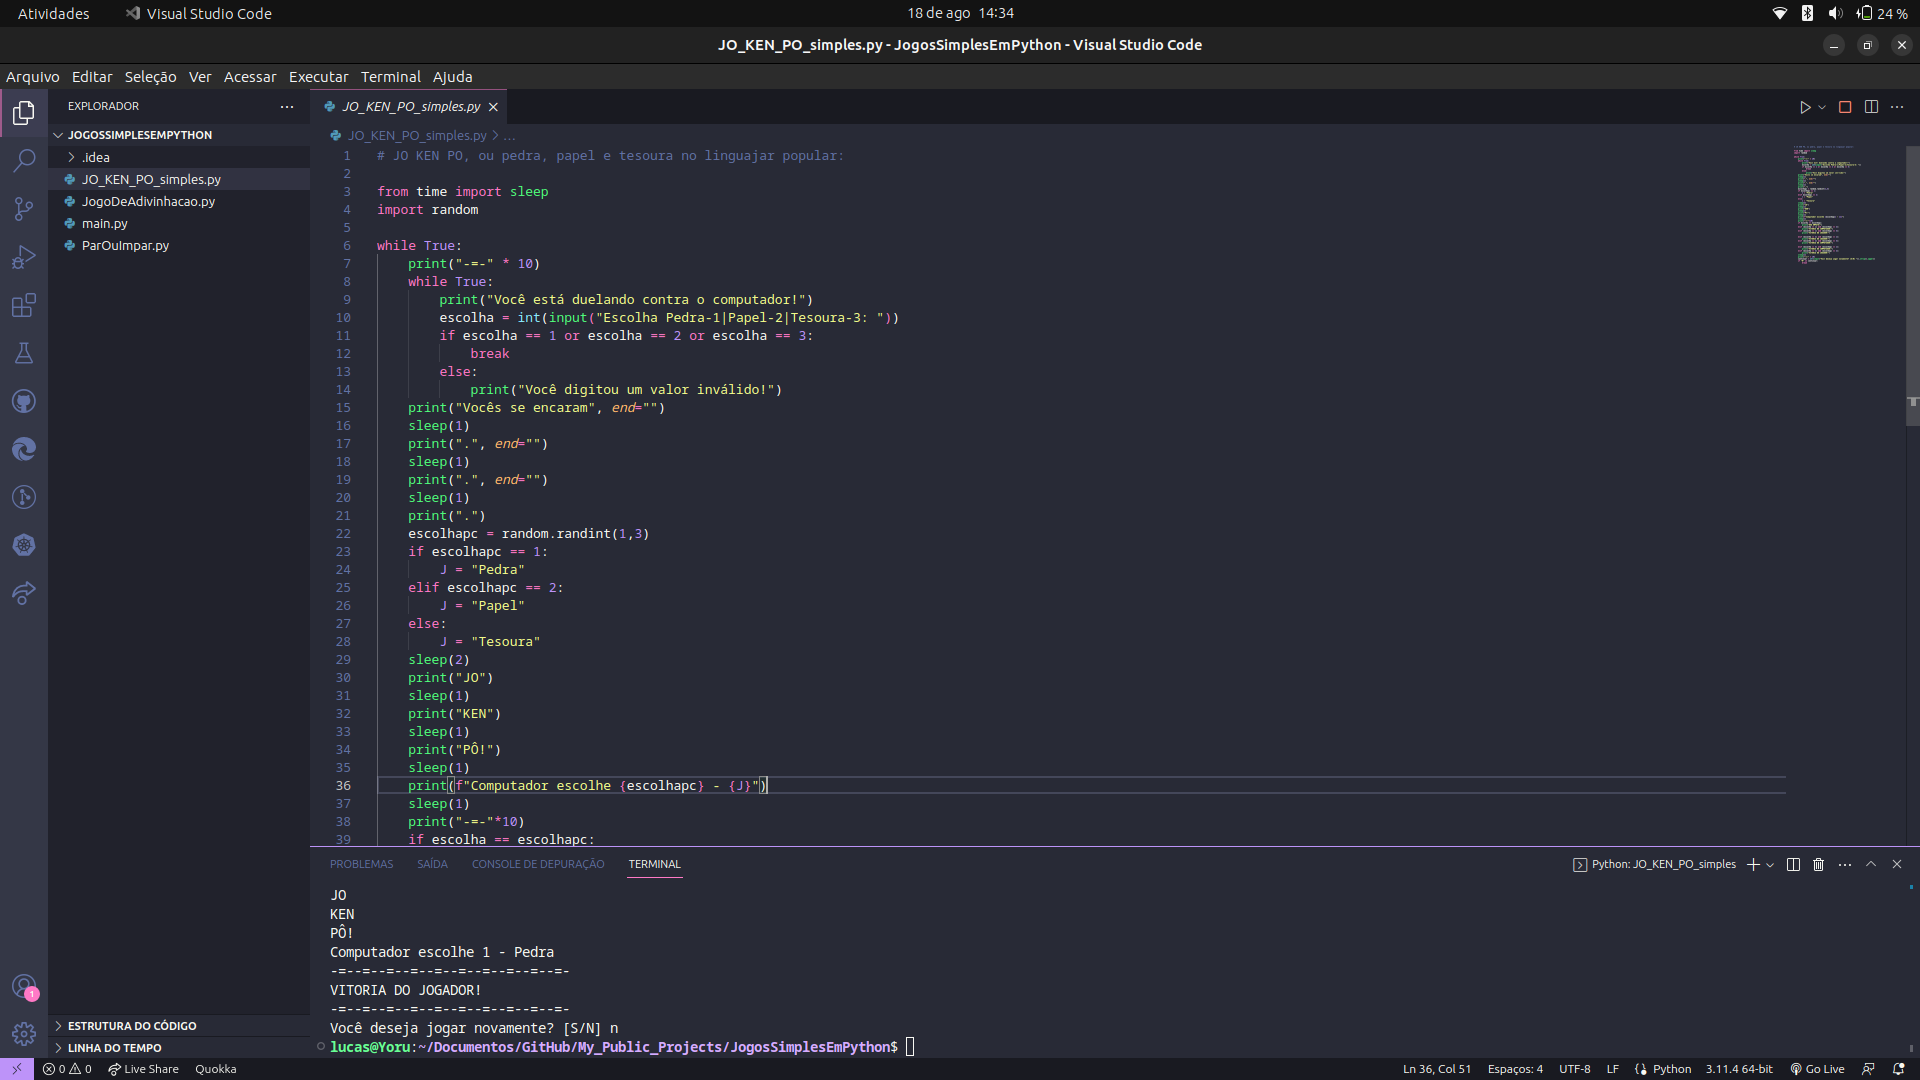 Atividades
Visual Studio Code
18 de ago 14:34
24 %
JO_KEN_PO_simples.py - JogosSimplesEmPython - Visual Studio Code
Arquivo Editar Seleção Ver Acessar Executar Terminal Ajuda
EXPLORADOR
JOGOSSIMPLESEMPYTHON
.idea
JO_KEN_PO_simples.py
JogoDeAdivinhacao.py
main.py
ParOuImpar.py
ESTRUTURA DO CÓDIGO
LINHA DO TEMPO
JO_KEN_PO_simples.py
JO_KEN_PO_simples.py > ...
1 # JO KEN PO, ou pedra, papel e tesoura no linguajar popular:
2
3 from time import sleep
4 import random
5
6 while True:
7 print("-=-" * 10)
8 while True:
9 print("Você está duelando contra o computador!")
10 escolha = int(input("Escolha Pedra-1|Papel-2|Tesoura-3: "))
11 if escolha == 1 or escolha == 2 or escolha == 3:
12 break
13 else:
14 print("Você digitou um valor inválido!")
15 print("Vocês se encaram", end="")
16 sleep(1)
17 print(".", end="")
18 sleep(1)
19 print(".", end="")
20 sleep(1)
21 print(".")
22 escolhapc = random.randint(1,3)
23 if escolhapc == 1:
24 J = "Pedra"
25 elif escolhapc == 2:
26 J = "Papel"
27 else:
28 J = "Tesoura"
29 sleep(2)
30 print("JO")
31 sleep(1)
32 print("KEN")
33 sleep(1)
34 print("PÔ!")
35 sleep(1)
36 print(f"Computador escolhe {escolhapc} - {J}")
37 sleep(1)
38 print("-=-"*10)
39 if escolha == escolhapc:
PROBLEMAS SAÍDA CONSOLE DE DEPURAÇÃO TERMINAL
Python: JO_KEN_PO_simples
JO
KEN
PÔ!
Computador escolhe 1 - Pedra
-=--=--=--=--=--=--=--=--=--=-
VITORIA DO JOGADOR!
-=--=--=--=--=--=--=--=--=--=-
Você deseja jogar novamente? [S/N] n
lucas@Yoru:~/Documentos/GitHub/My_Public_Projects/JogosSimplesEmPython$
1
0 0 Live Share Quokka
Ln 36, Col 51 Espaços: 4 UTF-8 LF Python 3.11.4 64-bit Go Live